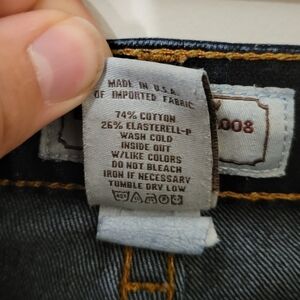 MADE IN U.S.A.
OF IMPORTED FABRIC
74% COTTON
26% ELASTERELL-P
WASH COLD
INSIDE OUT
W/LIKE COLORS
DO NOT BLEACH
IRON IF NECESSARY
TUMBLE DRY LOW